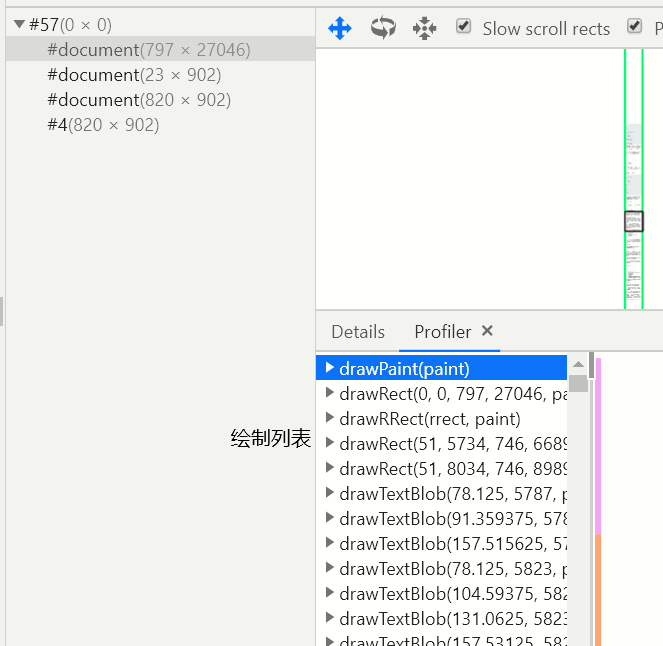 #57(0 × 0)
#document(797 × 27046)
#document(23 × 902)
#document(820 × 902)
#4(820 × 902)
Slow scroll rects
P
Details
Profiler ×
绘制列表
drawPaint(paint)
drawRect(0, 0, 797, 27046, pa
drawRRect(rrect, paint)
drawRect(51, 5734, 746, 6689
drawRect(51, 8034, 746, 8989
drawTextBlob(78.125, 5787, p
drawTextBlob(91.359375, 578
drawTextBlob(157.515625, 57
drawTextBlob(78.125, 5823, p
drawTextBlob(104.59375, 582
drawTextBlob(131.0625, 5823
drawTextBlob(157.53125, 582